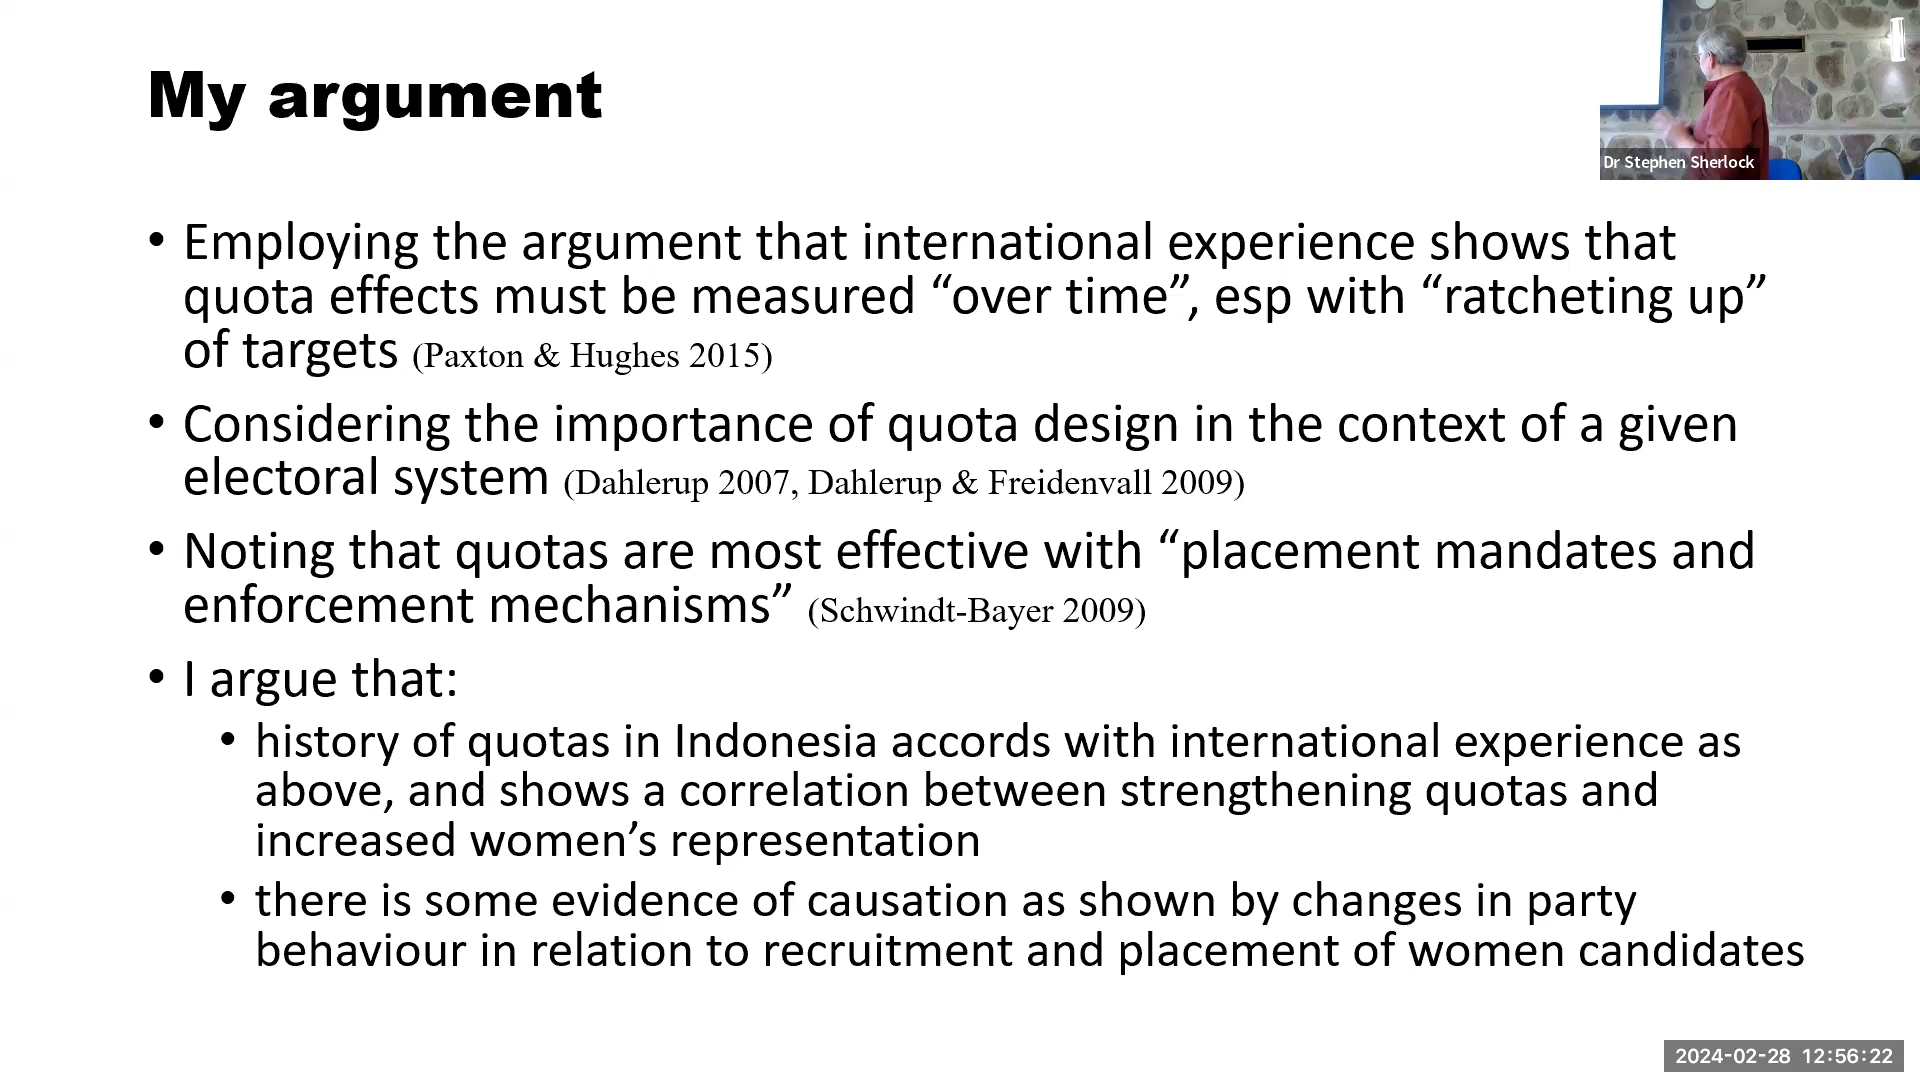 My argument
Dr Stephen Sherlock
• Employing the argument that international experience shows that
quota effects must be measured “over time”, esp with “ratcheting up”
of targets (Paxton & Hughes 2015)
• Considering the importance of quota design in the context of a given
electoral system (Dahlerup 2007, Dahlerup & Freidenvall 2009)
• Noting that quotas are most effective with “placement mandates and
enforcement mechanisms” (Schwindt-Bayer 2009)
• I argue that:
• history of quotas in Indonesia accords with international experience as
above, and shows a correlation between strengthening quotas and
increased women’s representation
• there is some evidence of causation as shown by changes in party
behaviour in relation to recruitment and placement of women candidates
2024-02-28 12:56:22